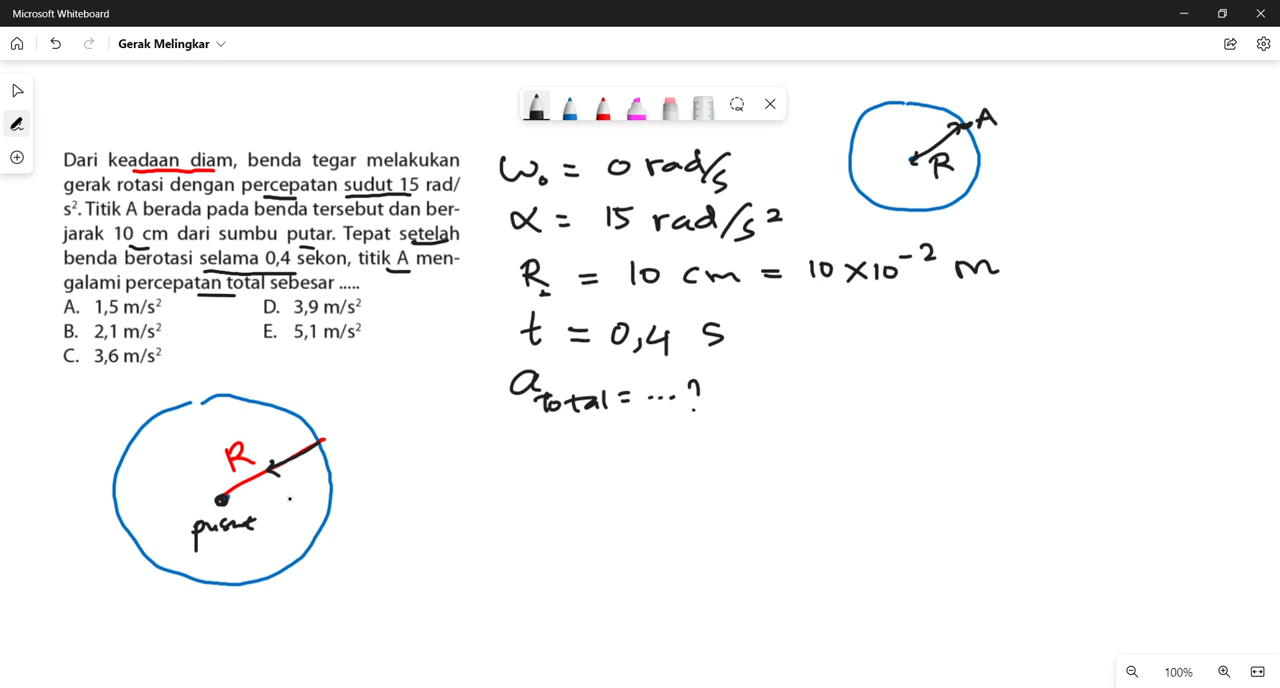 Microsoft Whiteboard
Gerak Melingkar
Dari keadaan diam, benda tegar melakukan
gerak rotasi dengan percepatan sudut 15 rad/
s². Titik A berada pada benda tersebut dan ber-
jarak 10 cm dari sumbu putar. Tepat setelah
benda berotasi selama 0,4 sekon, titik A men-
galami percepatan total sebesar .....
A. 1,5 m/s² D. 3,9 m/s²
B. 2,1 m/s² E. 5,1 m/s²
C. 3,6 m/s²
ω₀ = 0 rad/s
α = 15 rad/s²
R = 10 cm = 10 × 10⁻² m
t = 0,4 s
a total = ... ?
A
R
R
pusat
100%